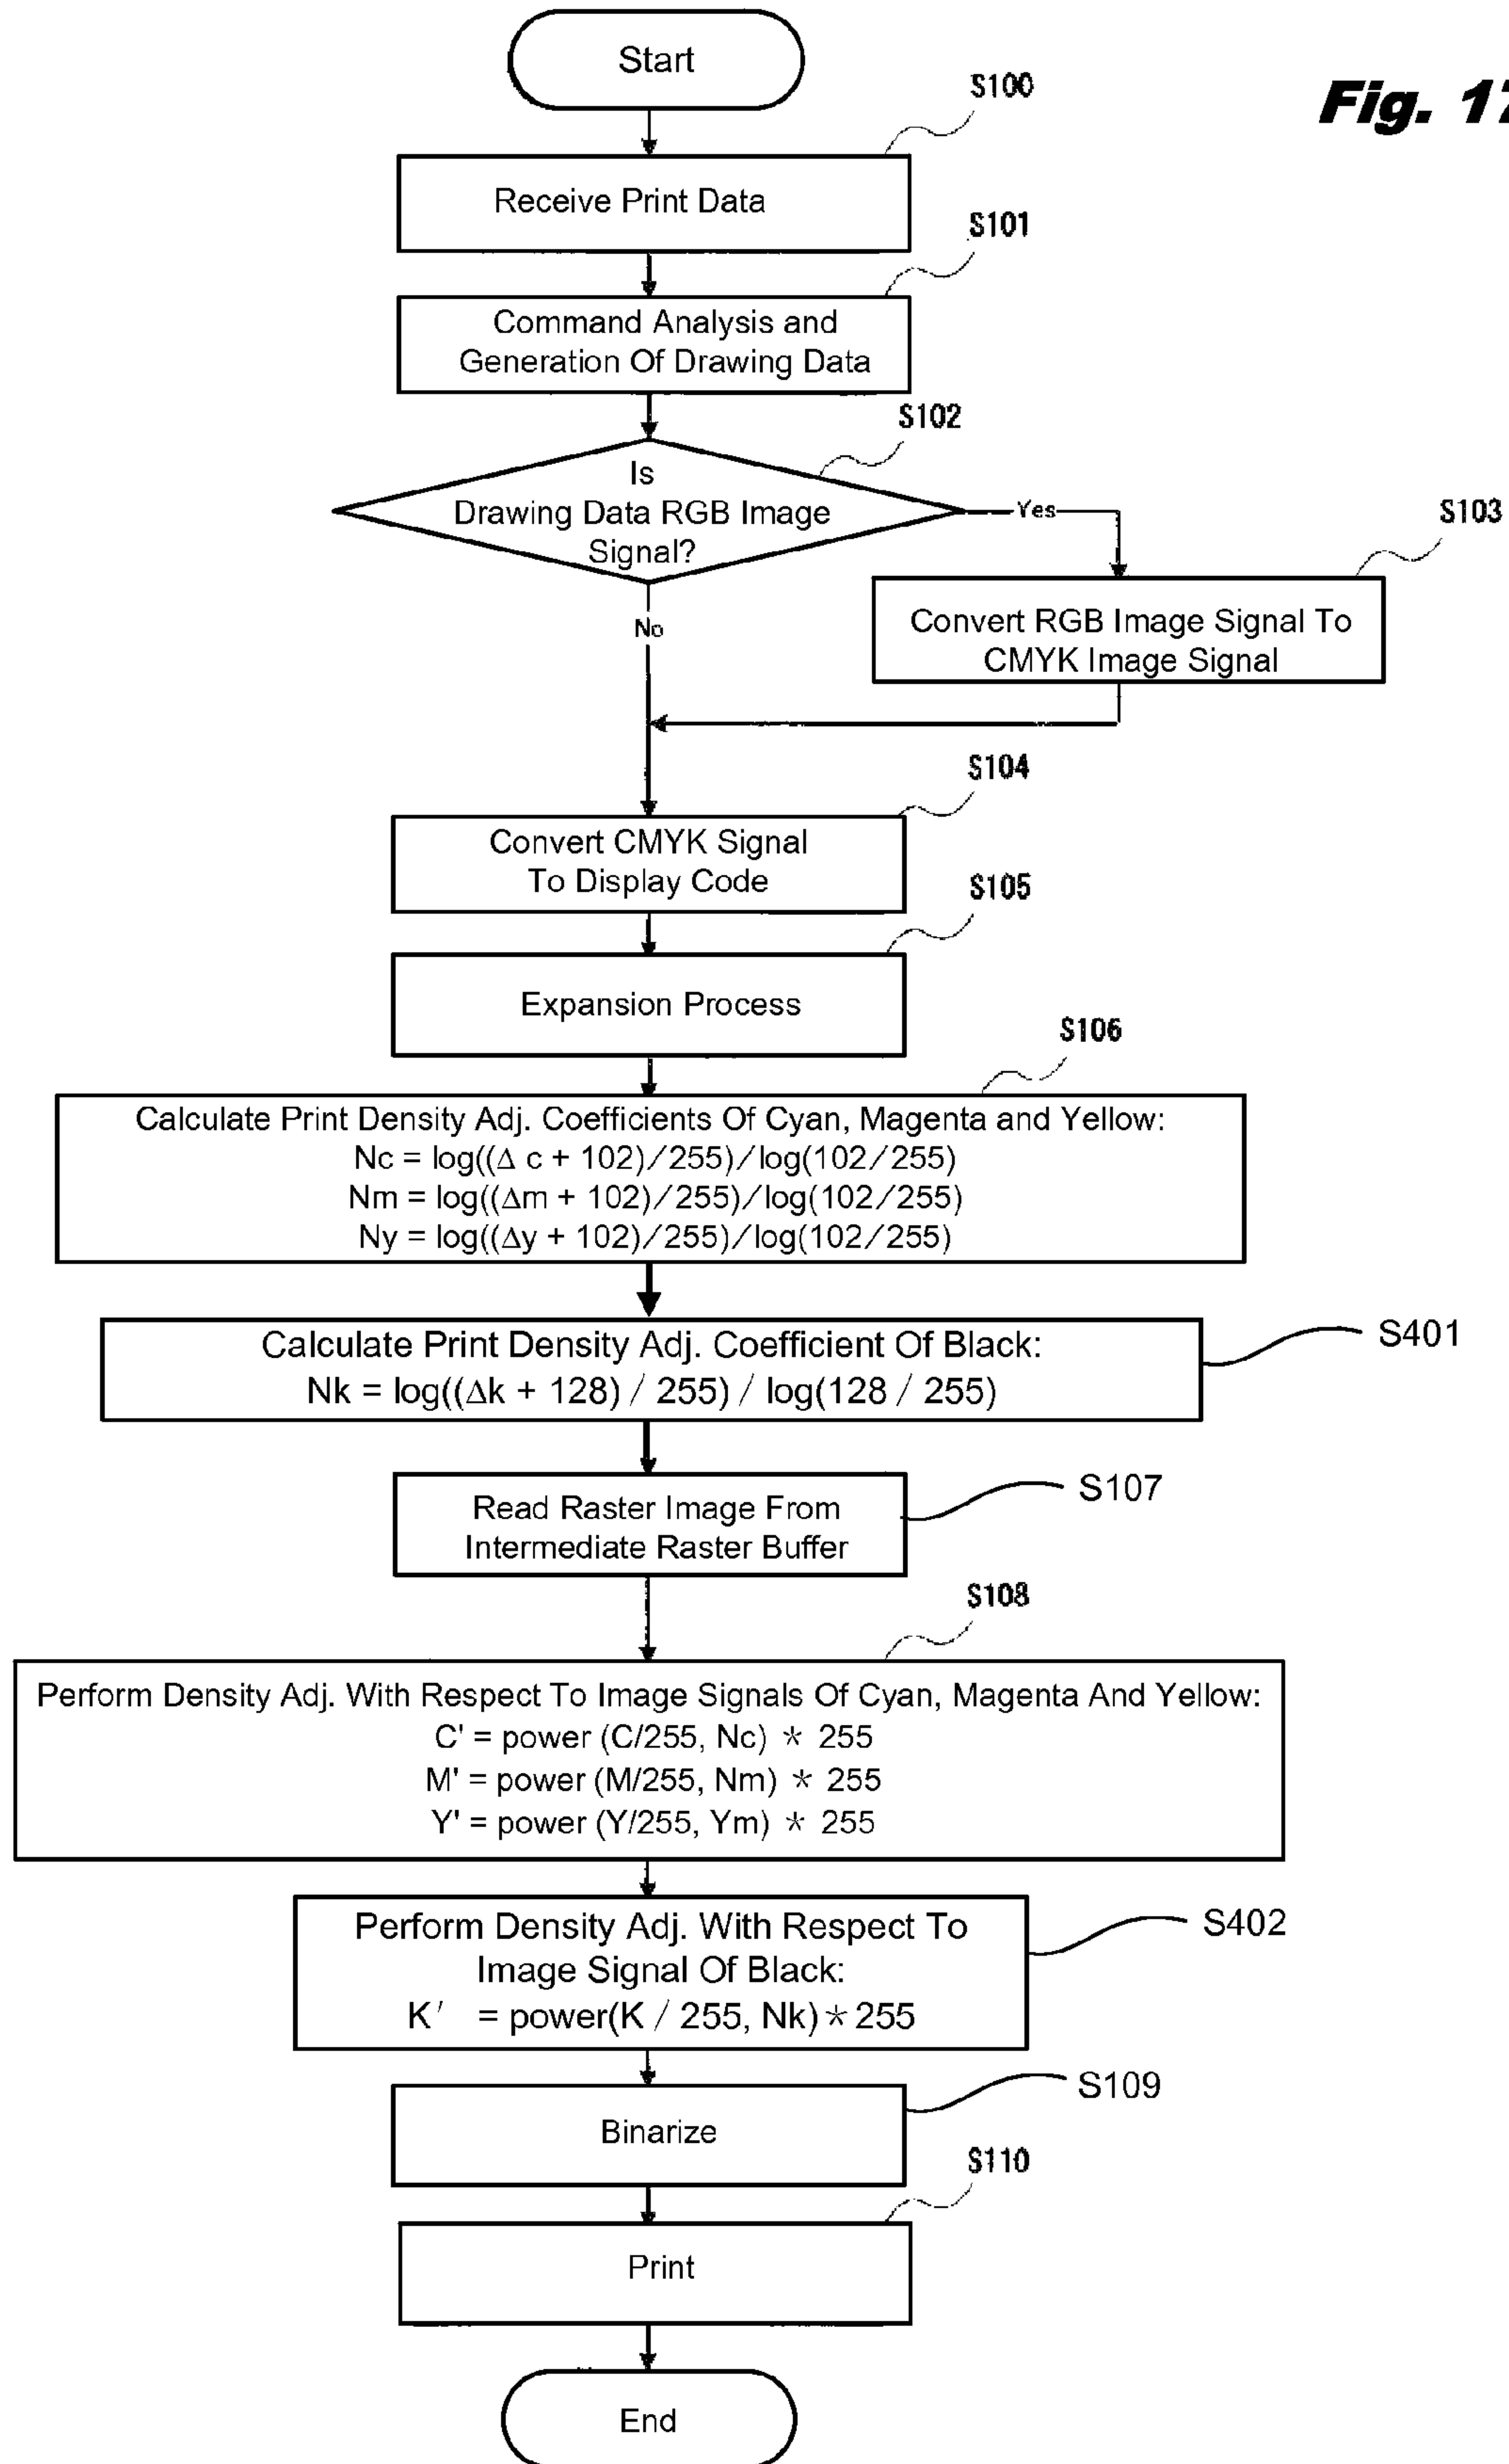 Start
Fig. 17
S100
Receive Print Data
S101
Command Analysis and
Generation Of Drawing Data
S102
Is
Drawing Data RGB Image
Signal?
Yes
S103
Convert RGB Image Signal To
CMYK Image Signal
No
S104
Convert CMYK Signal
To Display Code
S105
Expansion Process
S106
Calculate Print Density Adj. Coefficients Of Cyan, Magenta and Yellow:
Nc = log((Δ c + 102)/255)/log(102/255)
Nm = log((Δm + 102)/255)/log(102/255)
Ny = log((Δy + 102)/255)/log(102/255)
S401
Calculate Print Density Adj. Coefficient Of Black:
Nk = log((Δk + 128) / 255) / log(128 / 255)
S107
Read Raster Image From
Intermediate Raster Buffer
S108
Perform Density Adj. With Respect To Image Signals Of Cyan, Magenta And Yellow:
C' = power (C/255, Nc) * 255
M' = power (M/255, Nm) * 255
Y' = power (Y/255, Ym) * 255
S402
Perform Density Adj. With Respect To
Image Signal Of Black:
K' = power(K / 255, Nk) * 255
S109
Binarize
S110
Print
End